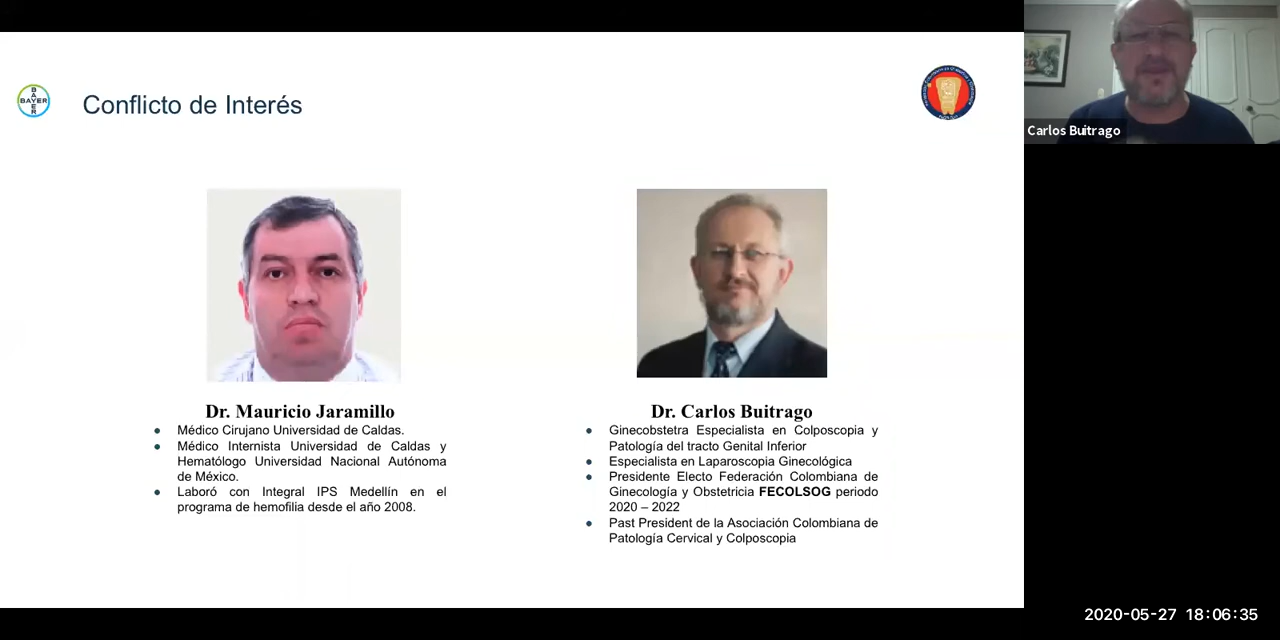 BAYER
Conflicto de Interés
Carlos Buitrago
Dr. Mauricio Jaramillo
● Médico Cirujano Universidad de Caldas.
● Médico Internista Universidad de Caldas y
Hematólogo Universidad Nacional Autónoma
de México.
● Laboró con Integral IPS Medellín en el
programa de hemofilia desde el año 2008.
Dr. Carlos Buitrago
● Ginecobstetra Especialista en Colposcopia y
Patología del tracto Genital Inferior
● Especialista en Laparoscopia Ginecológica
● Presidente Electo Federación Colombiana de
Ginecología y Obstetricia FECOLSOG periodo
2020 – 2022
● Past President de la Asociación Colombiana de
Patología Cervical y Colposcopia
2020-05-27 18:06:35